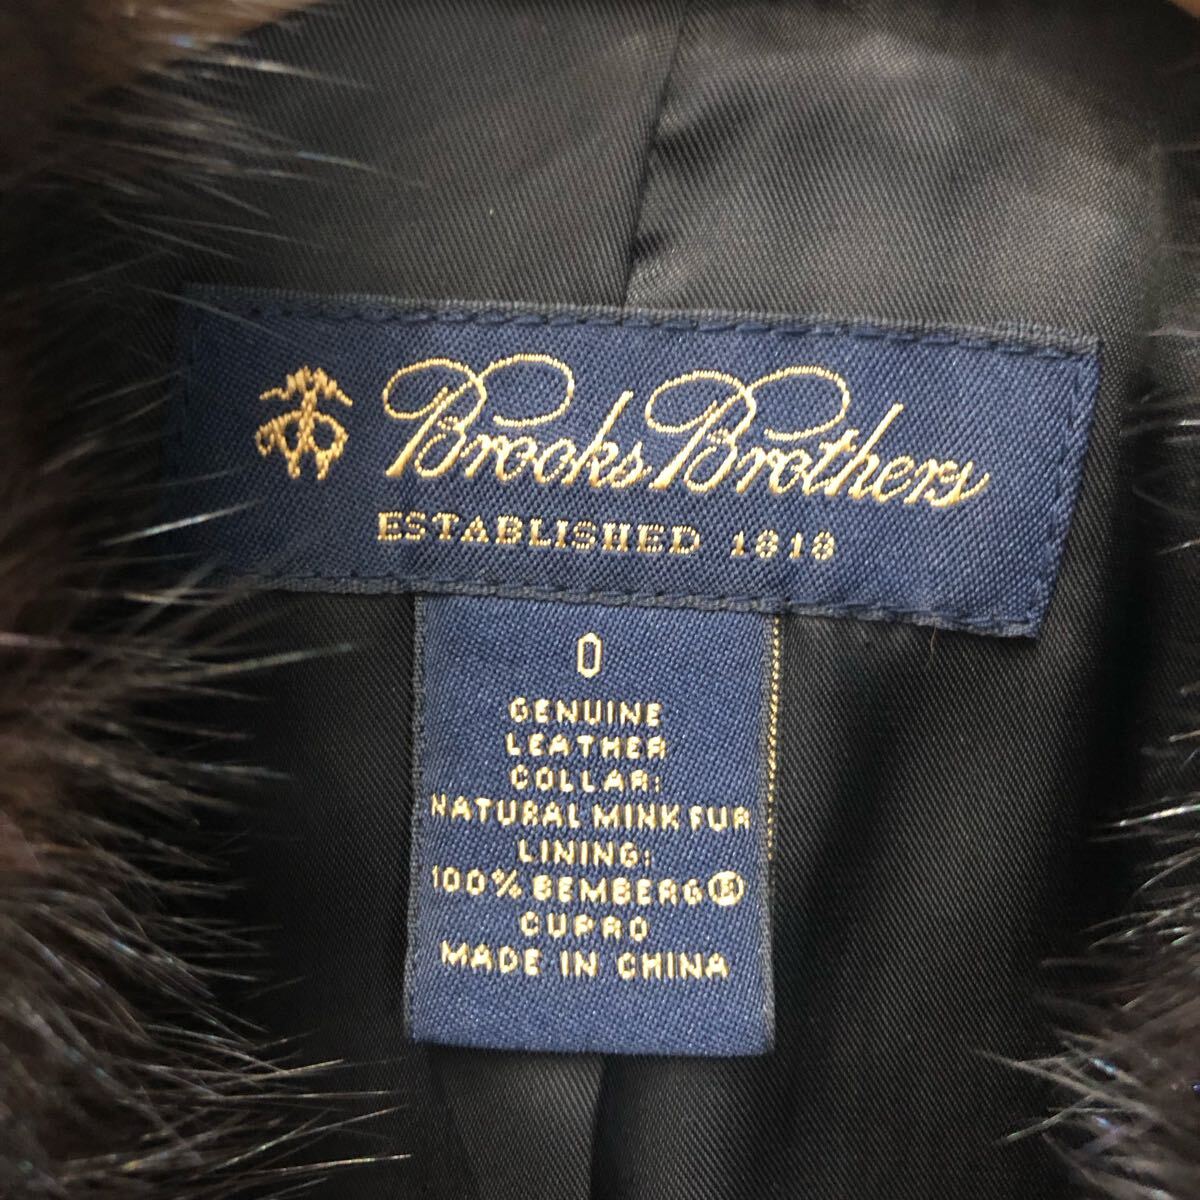 Brooks Brothers
ESTABLISHED 1818
0
GENUINE
LEATHER
COLLAR:
NATURAL MINK FUR
LINING:
100% BEMBERG®
CUPRO
MADE IN CHINA